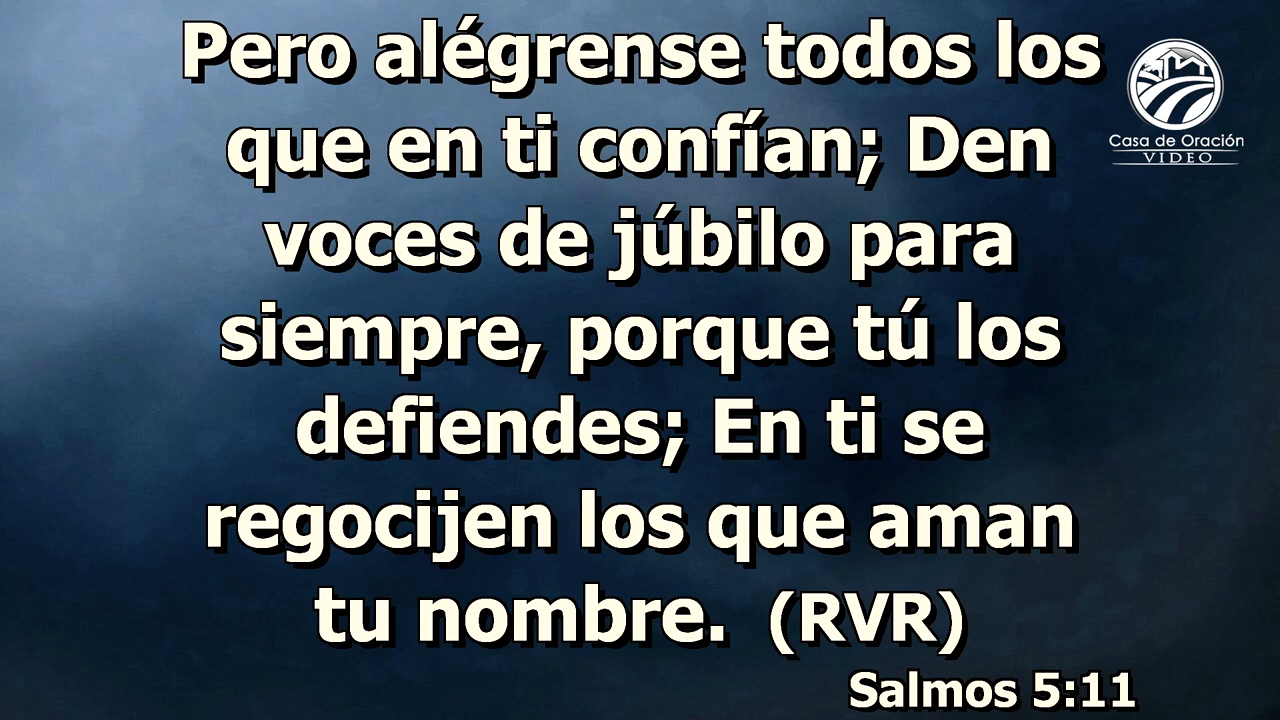 Pero alégrense todos los
que en ti confían; Den
voces de júbilo para
siempre, porque tú los
defiendes; En ti se
regocijen los que aman
tu nombre. (RVR)
Salmos 5:11
Casa de Oración
VIDEO